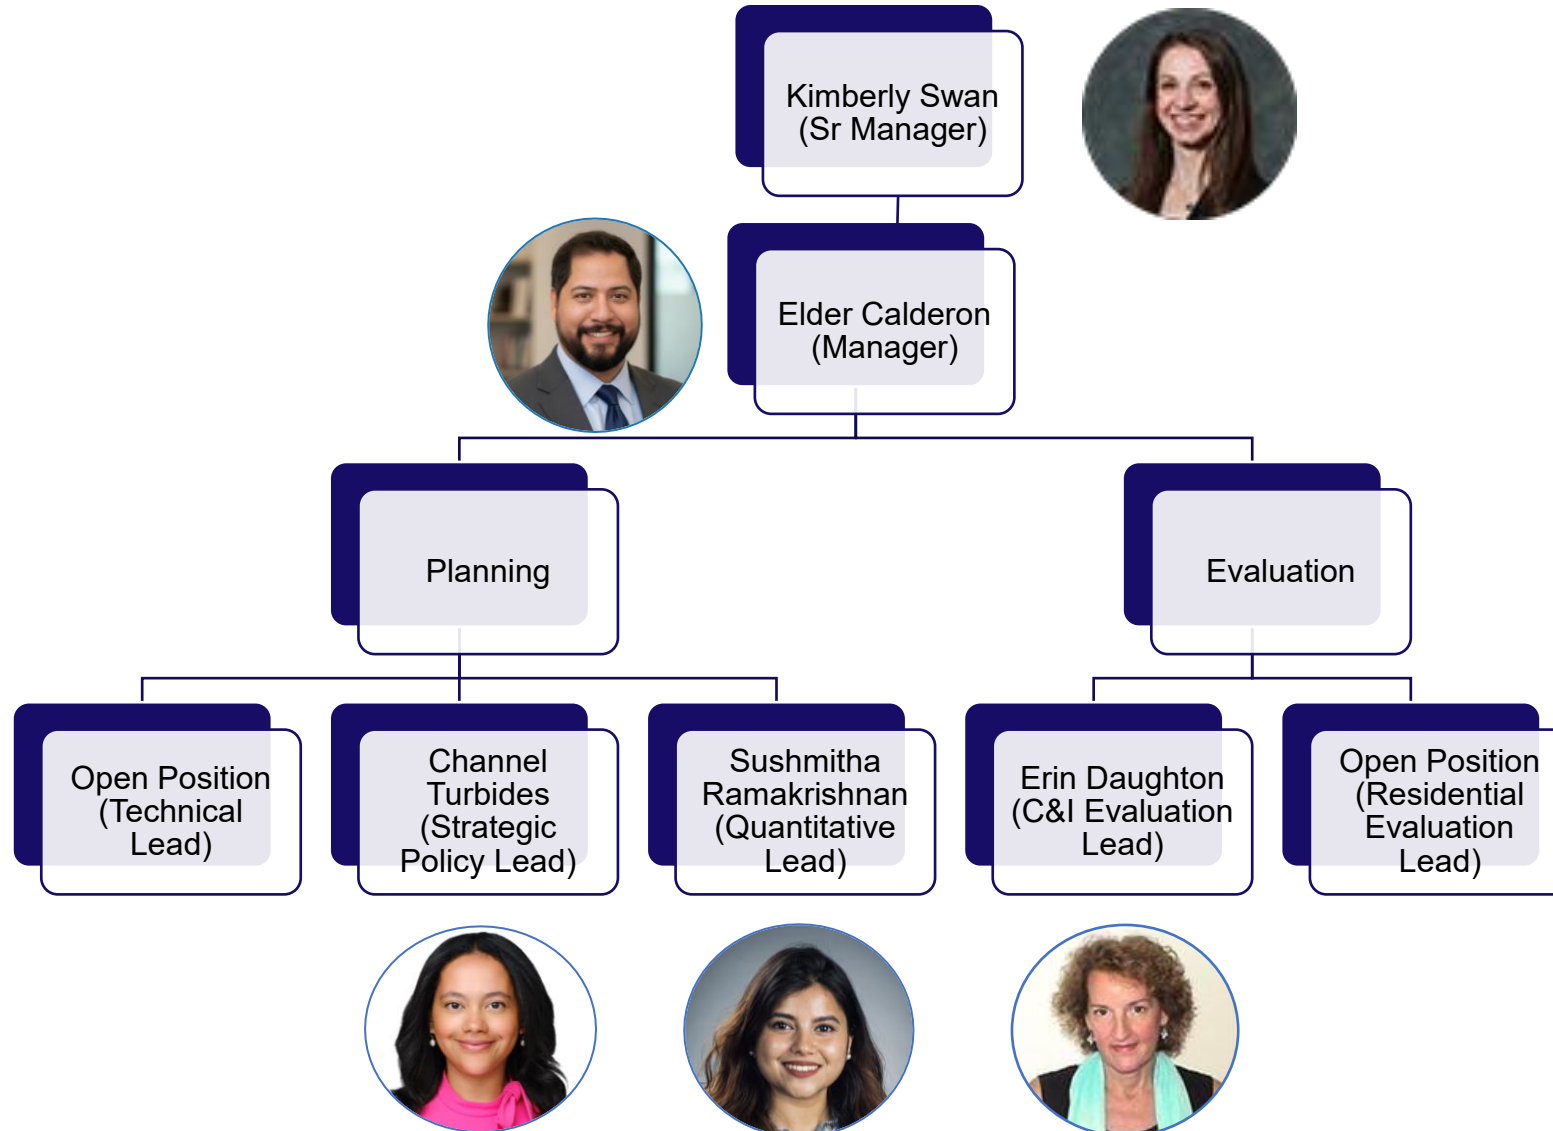 Kimberly Swan
(Sr Manager)
Elder Calderon
(Manager)
Planning
Evaluation
Open Position
(Technical
Lead)
Channel
Turbides
(Strategic
Policy Lead)
Sushmitha
Ramakrishnan
(Quantitative
Lead)
Erin Daughton
(C&I Evaluation
Lead)
Open Position
(Residential
Evaluation
Lead)